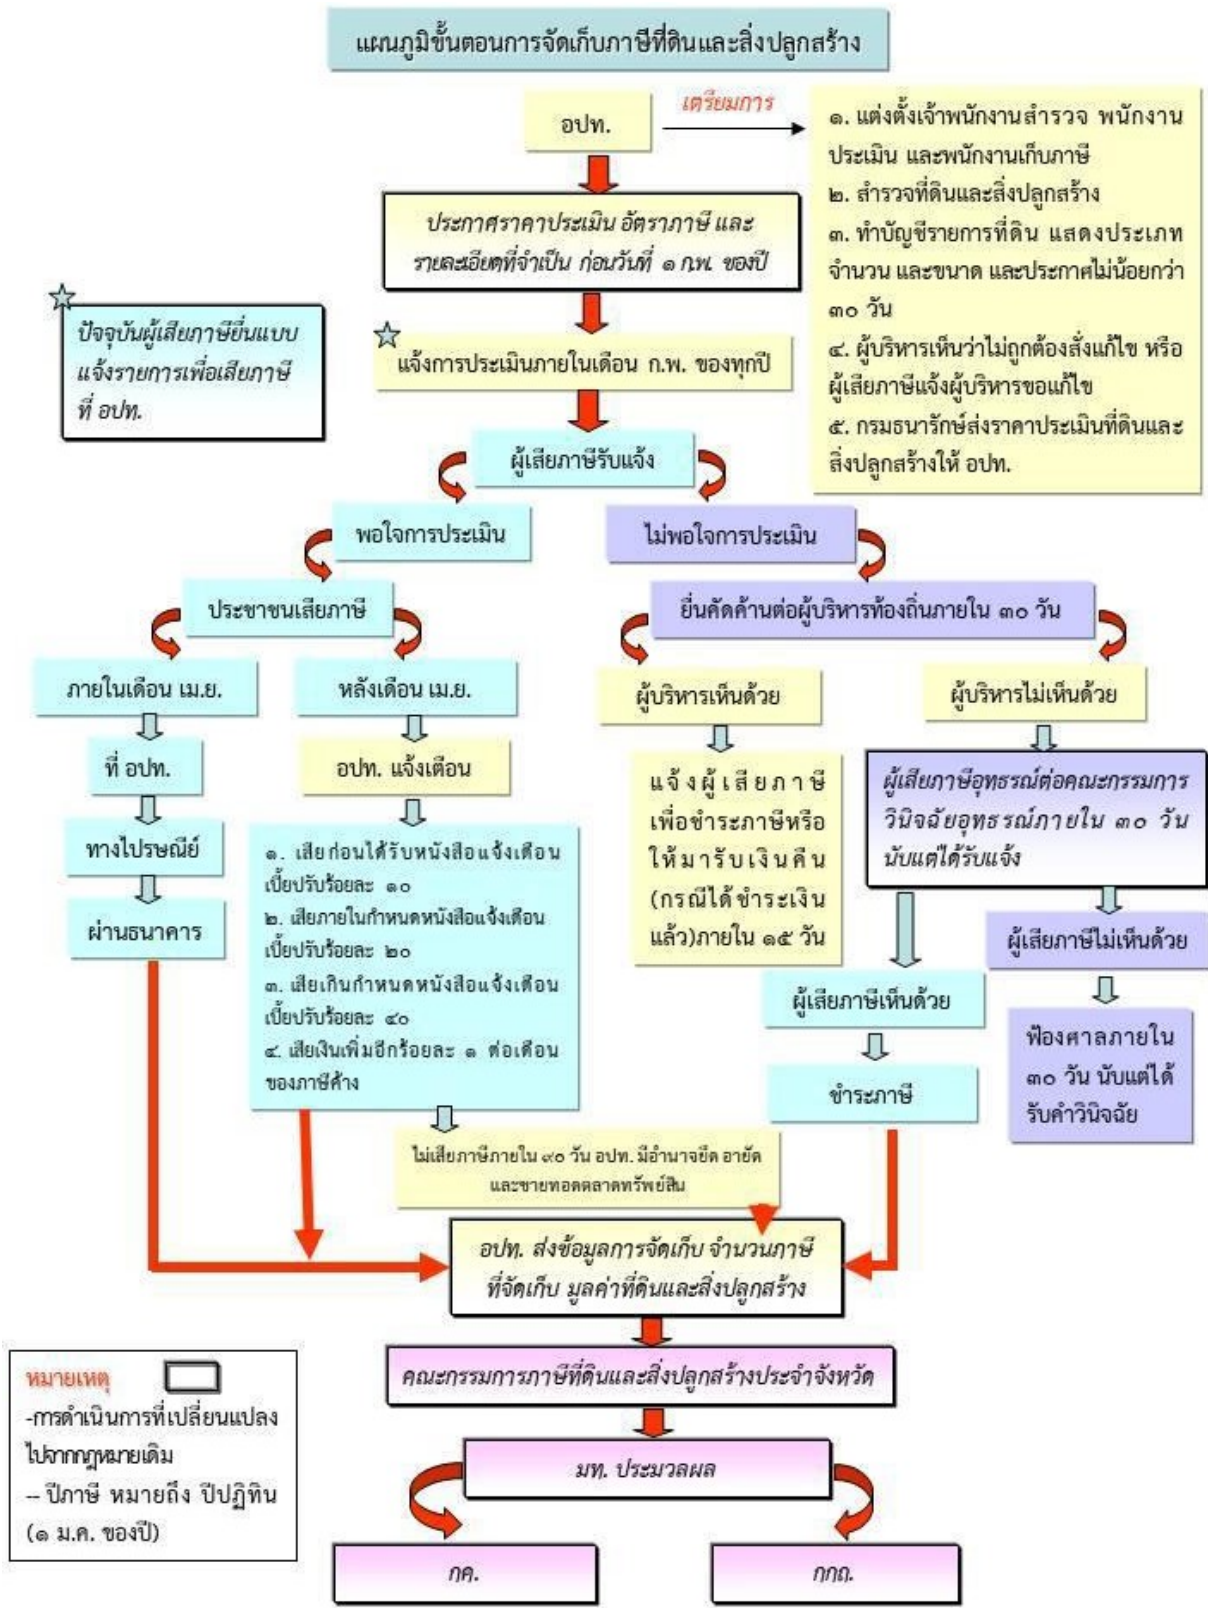 แผนภูมิขั้นตอนการจัดเก็บภาษีที่ดินและสิ่งปลูกสร้าง
อปท.
เตรียมการ
๑. แต่งตั้งเจ้าพนักงานสำรวจ พนักงาน
ประเมิน และพนักงานเก็บภาษี
๒. สำรวจที่ดินและสิ่งปลูกสร้าง
๓. ทำบัญชีรายการที่ดิน แสดงประเภท
จำนวน และขนาด และประกาศไม่น้อยกว่า
๓๐ วัน
๔. ผู้บริหารเห็นว่าไม่ถูกต้องสั่งแก้ไข หรือ
ผู้เสียภาษีแจ้งผู้บริหารขอแก้ไข
๕. กรมธนารักษ์ส่งราคาประเมินที่ดินและ
สิ่งปลูกสร้างให้ อปท.
ประกาศราคาประเมิน อัตราภาษี และ
รายละเอียดที่จำเป็น ก่อนวันที่ ๑ ก.พ. ของปี
ปัจจุบันผู้เสียภาษียื่นแบบ
แจ้งรายการเพื่อเสียภาษี
ที่ อปท.
แจ้งการประเมินภายในเดือน ก.พ. ของทุกปี
ผู้เสียภาษีรับแจ้ง
พอใจการประเมิน
ไม่พอใจการประเมิน
ประชาชนเสียภาษี
ยื่นคัดค้านต่อผู้บริหารท้องถิ่นภายใน ๓๐ วัน
ภายในเดือน เม.ย.
หลังเดือน เม.ย.
ผู้บริหารเห็นด้วย
ผู้บริหารไม่เห็นด้วย
ที่ อปท.
ทางไปรษณีย์
ผ่านธนาคาร
อปท. แจ้งเตือน
๑. เสียก่อนได้รับหนังสือแจ้งเตือน
เบี้ยปรับร้อยละ ๑๐
๒. เสียภายในกำหนดหนังสือแจ้งเตือน
เบี้ยปรับร้อยละ ๒๐
๓. เสียเกินกำหนดหนังสือแจ้งเตือน
เบี้ยปรับร้อยละ ๔๐
๔. เสียเงินเพิ่มอีกร้อยละ ๑ ต่อเดือน
ของภาษีค้าง
แจ้งผู้เสียภาษี
เพื่อชำระภาษีหรือ
ให้มารับเงินคืน
(กรณีได้ชำระเงิน
แล้ว)ภายใน ๑๕ วัน
ผู้เสียภาษีอุทธรณ์ต่อคณะกรรมการ
วินิจฉัยอุทธรณ์ภายใน ๓๐ วัน
นับแต่ได้รับแจ้ง
ผู้เสียภาษีไม่เห็นด้วย
ผู้เสียภาษีเห็นด้วย
ฟ้องศาลภายใน
๓๐ วัน นับแต่ได้
รับคำวินิจฉัย
ชำระภาษี
ไม่เสียภาษีภายใน ๙๐ วัน อปท. มีอำนาจยึด อายัด
และขายทอดตลาดทรัพย์สิน
อปท. ส่งข้อมูลการจัดเก็บ จำนวนภาษี
ที่จัดเก็บ มูลค่าที่ดินและสิ่งปลูกสร้าง
คณะกรรมการภาษีที่ดินและสิ่งปลูกสร้างประจำจังหวัด
มท. ประมวลผล
กค.
กกถ.
หมายเหตุ
-การดำเนินการที่เปลี่ยนแปลง
ไปจากกฎหมายเดิม
-- ปีภาษี หมายถึง ปีปฏิทิน
(๑ ม.ค. ของปี)